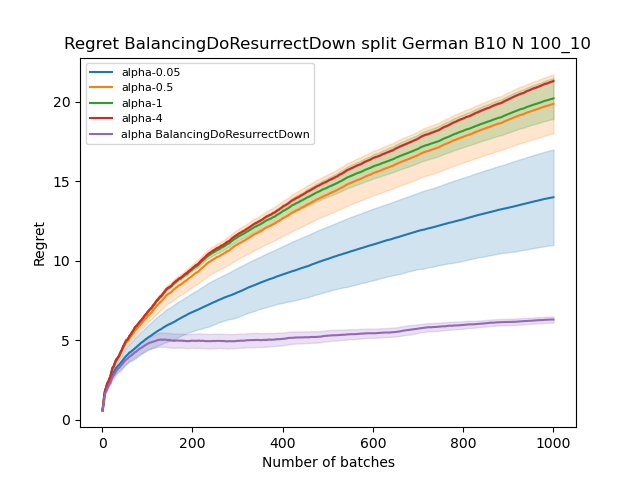 Regret BalancingDoResurrectDown split German B10 N 100_10
alpha-0.05
alpha-0.5
alpha-1
alpha-4
alpha BalancingDoResurrectDown
20
15
10
5
0
Regret
0 200 400 600 800 1000
Number of batches